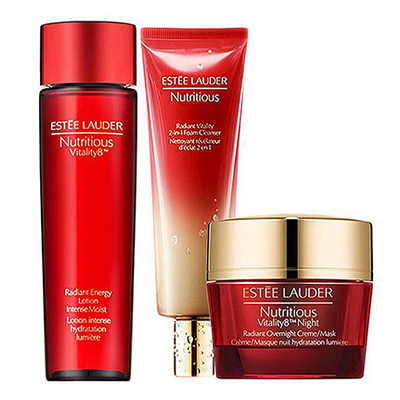 ESTĒE LAUDER
Nutritious
Vitality8™
Radiant Energy
Lotion
Intense Moist
Lotion intense
hydratation
lumière
ESTĒE LAUDER
Nutritious
Radiant Vitality
2-in-1 Foam Cleanser
Nettoyant révélateur
d'éclat 2-en-1
ESTĒE LAUDER
Nutritious
Vitality8™ Night
Radiant Overnight Creme/Mask
Crème/Masque nuit hydratation lumière